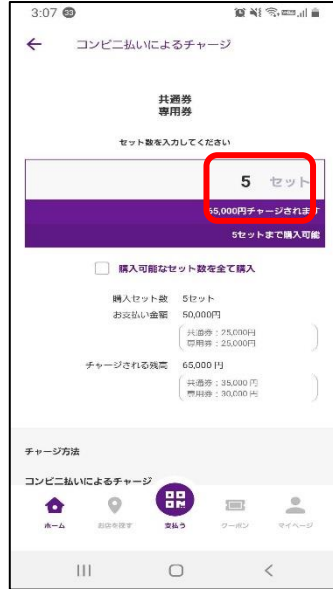 3:07
← コンビニ払いによるチャージ
共通券
専用券
セット数を入力してください
5 セット
65,000円チャージされます
5セットまで購入可能
購入可能なセット数を全て購入
購入セット数 5セット
お支払い金額 50,000円
共通券：25,000円
専用券：25,000円
チャージされる残高 65,000円
共通券：35,000円
専用券：30,000円
チャージ方法
コンビニ払いによるチャージ
ホーム お店を探す 支払う クーポン マイページ